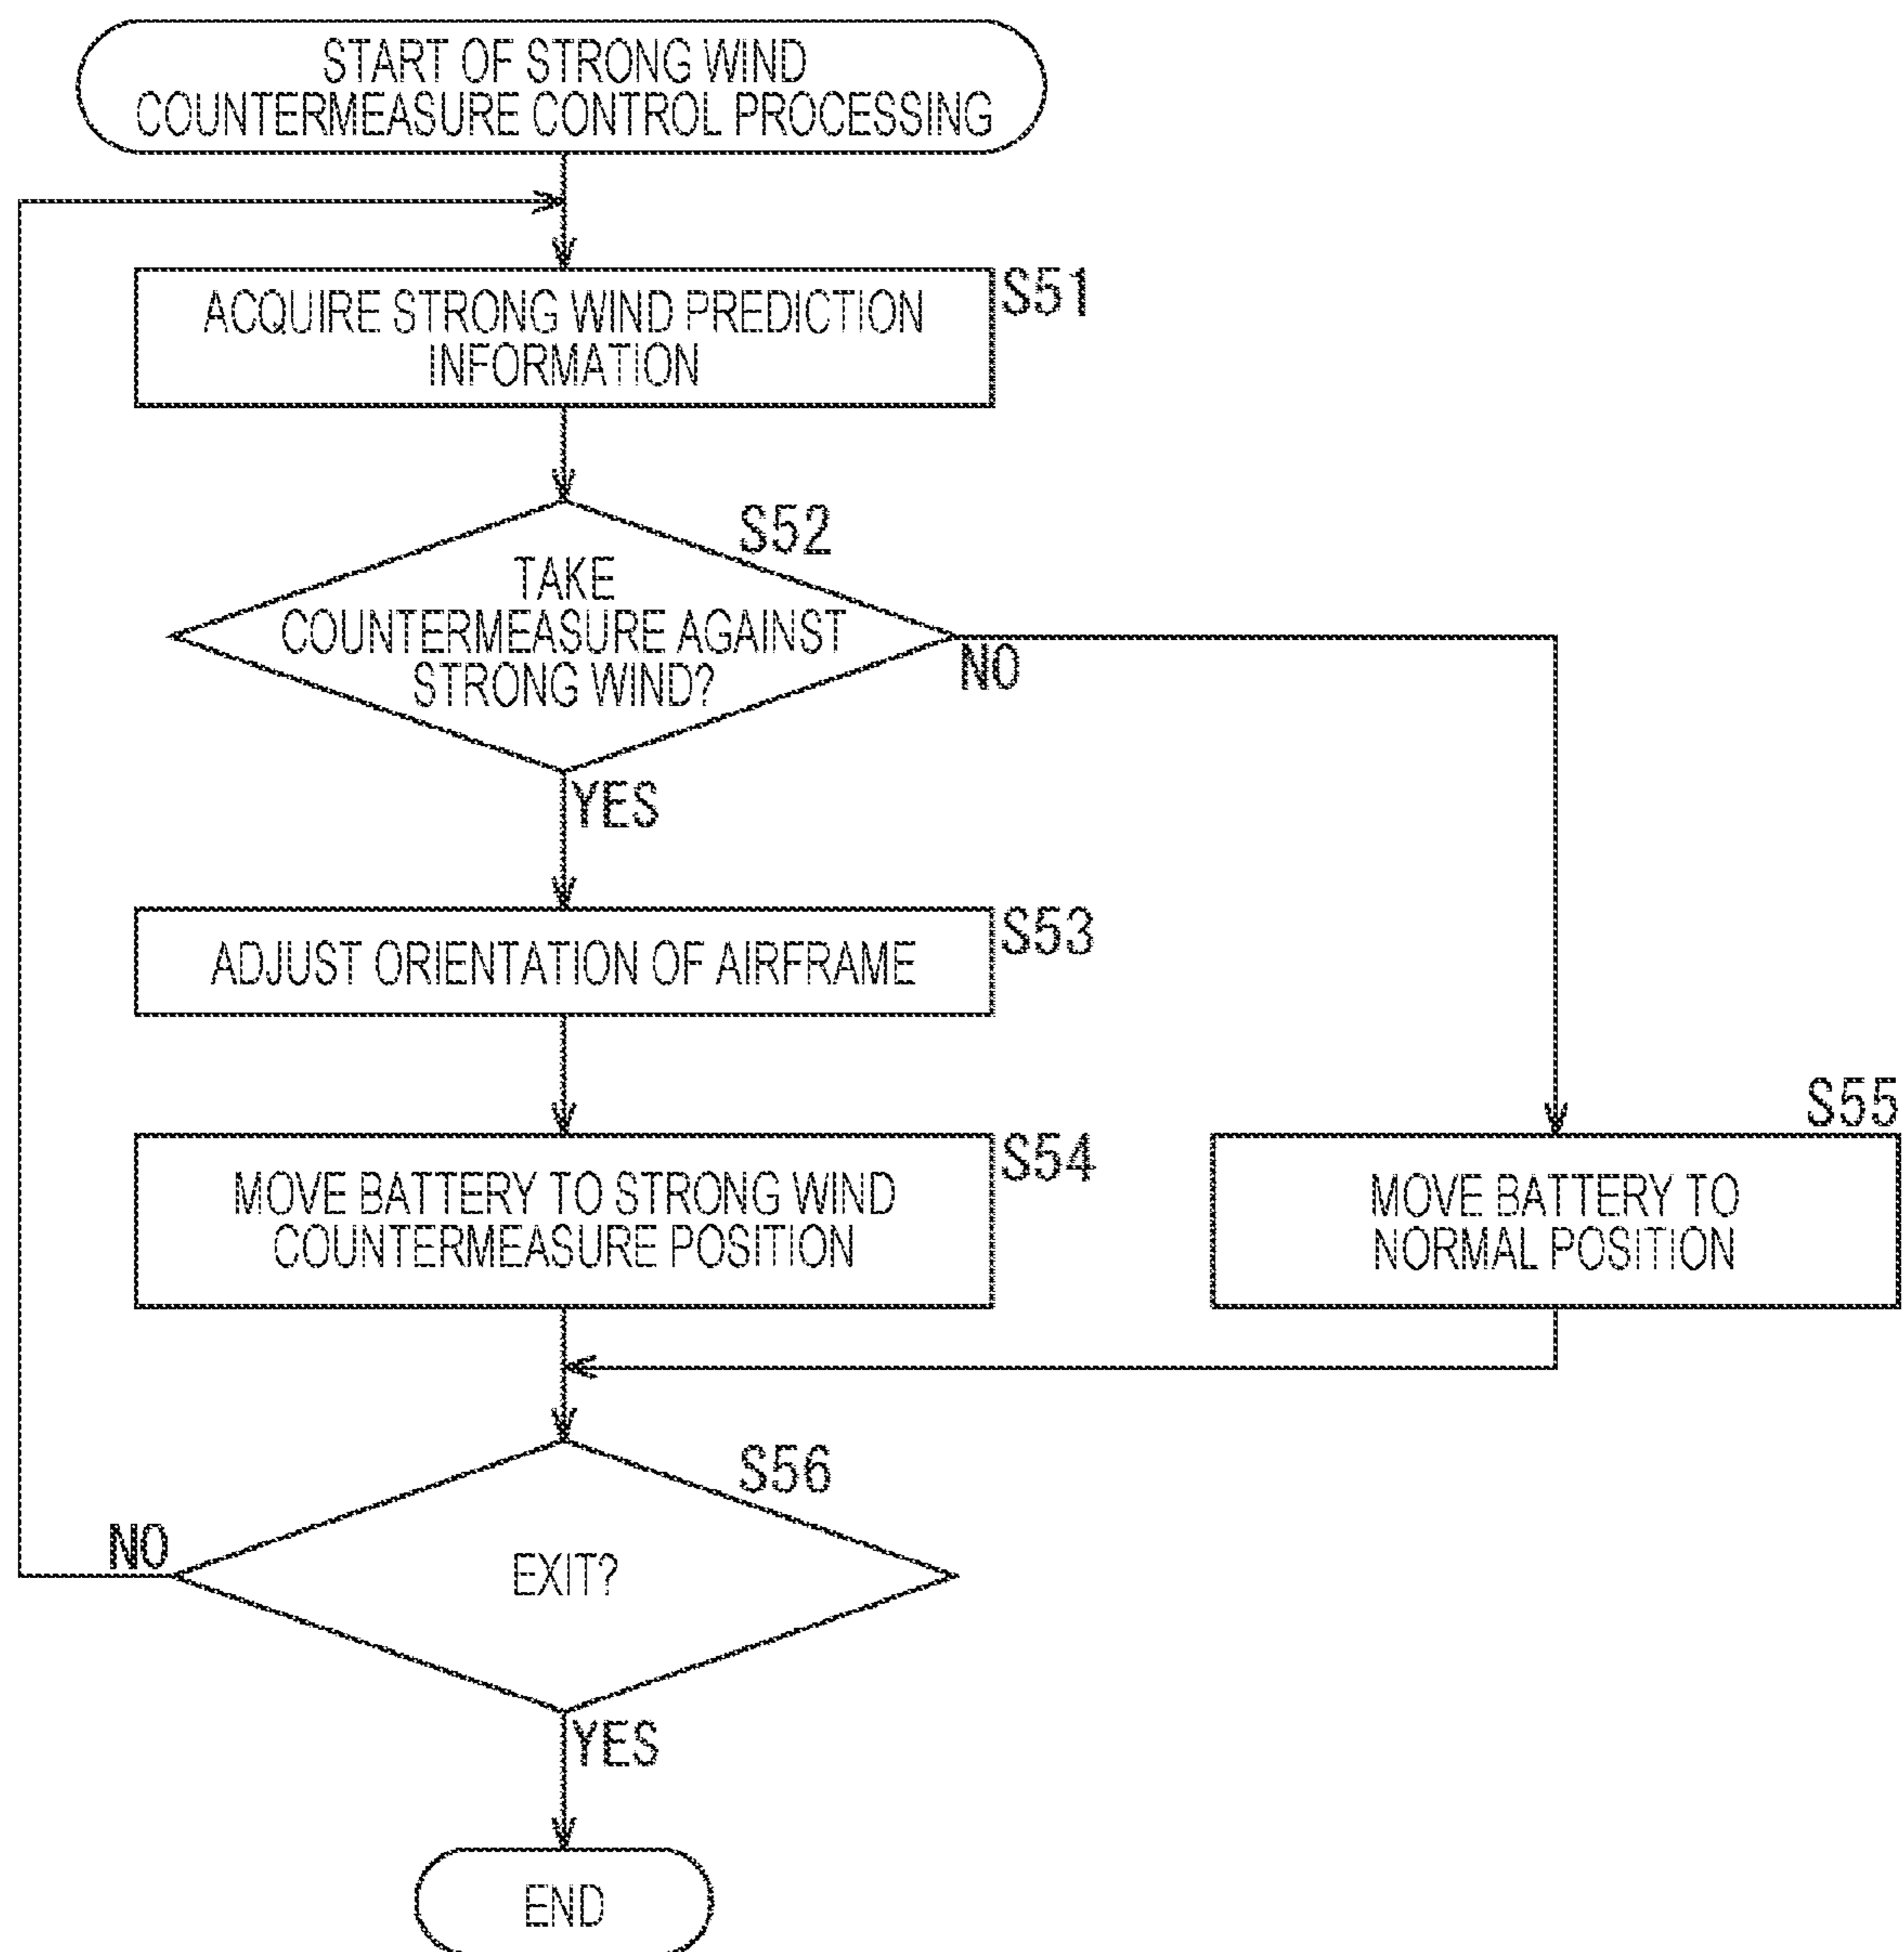 START OF STRONG WIND
COUNTERMEASURE CONTROL PROCESSING
S51
ACQUIRE STRONG WIND PREDICTION
INFORMATION
S52
TAKE
COUNTERMEASURE AGAINST
STRONG WIND?
NO
YES
S53
ADJUST ORIENTATION OF AIRFRAME
S54
MOVE BATTERY TO STRONG WIND
COUNTERMEASURE POSITION
S55
MOVE BATTERY TO
NORMAL POSITION
S56
NO
EXIT?
YES
END